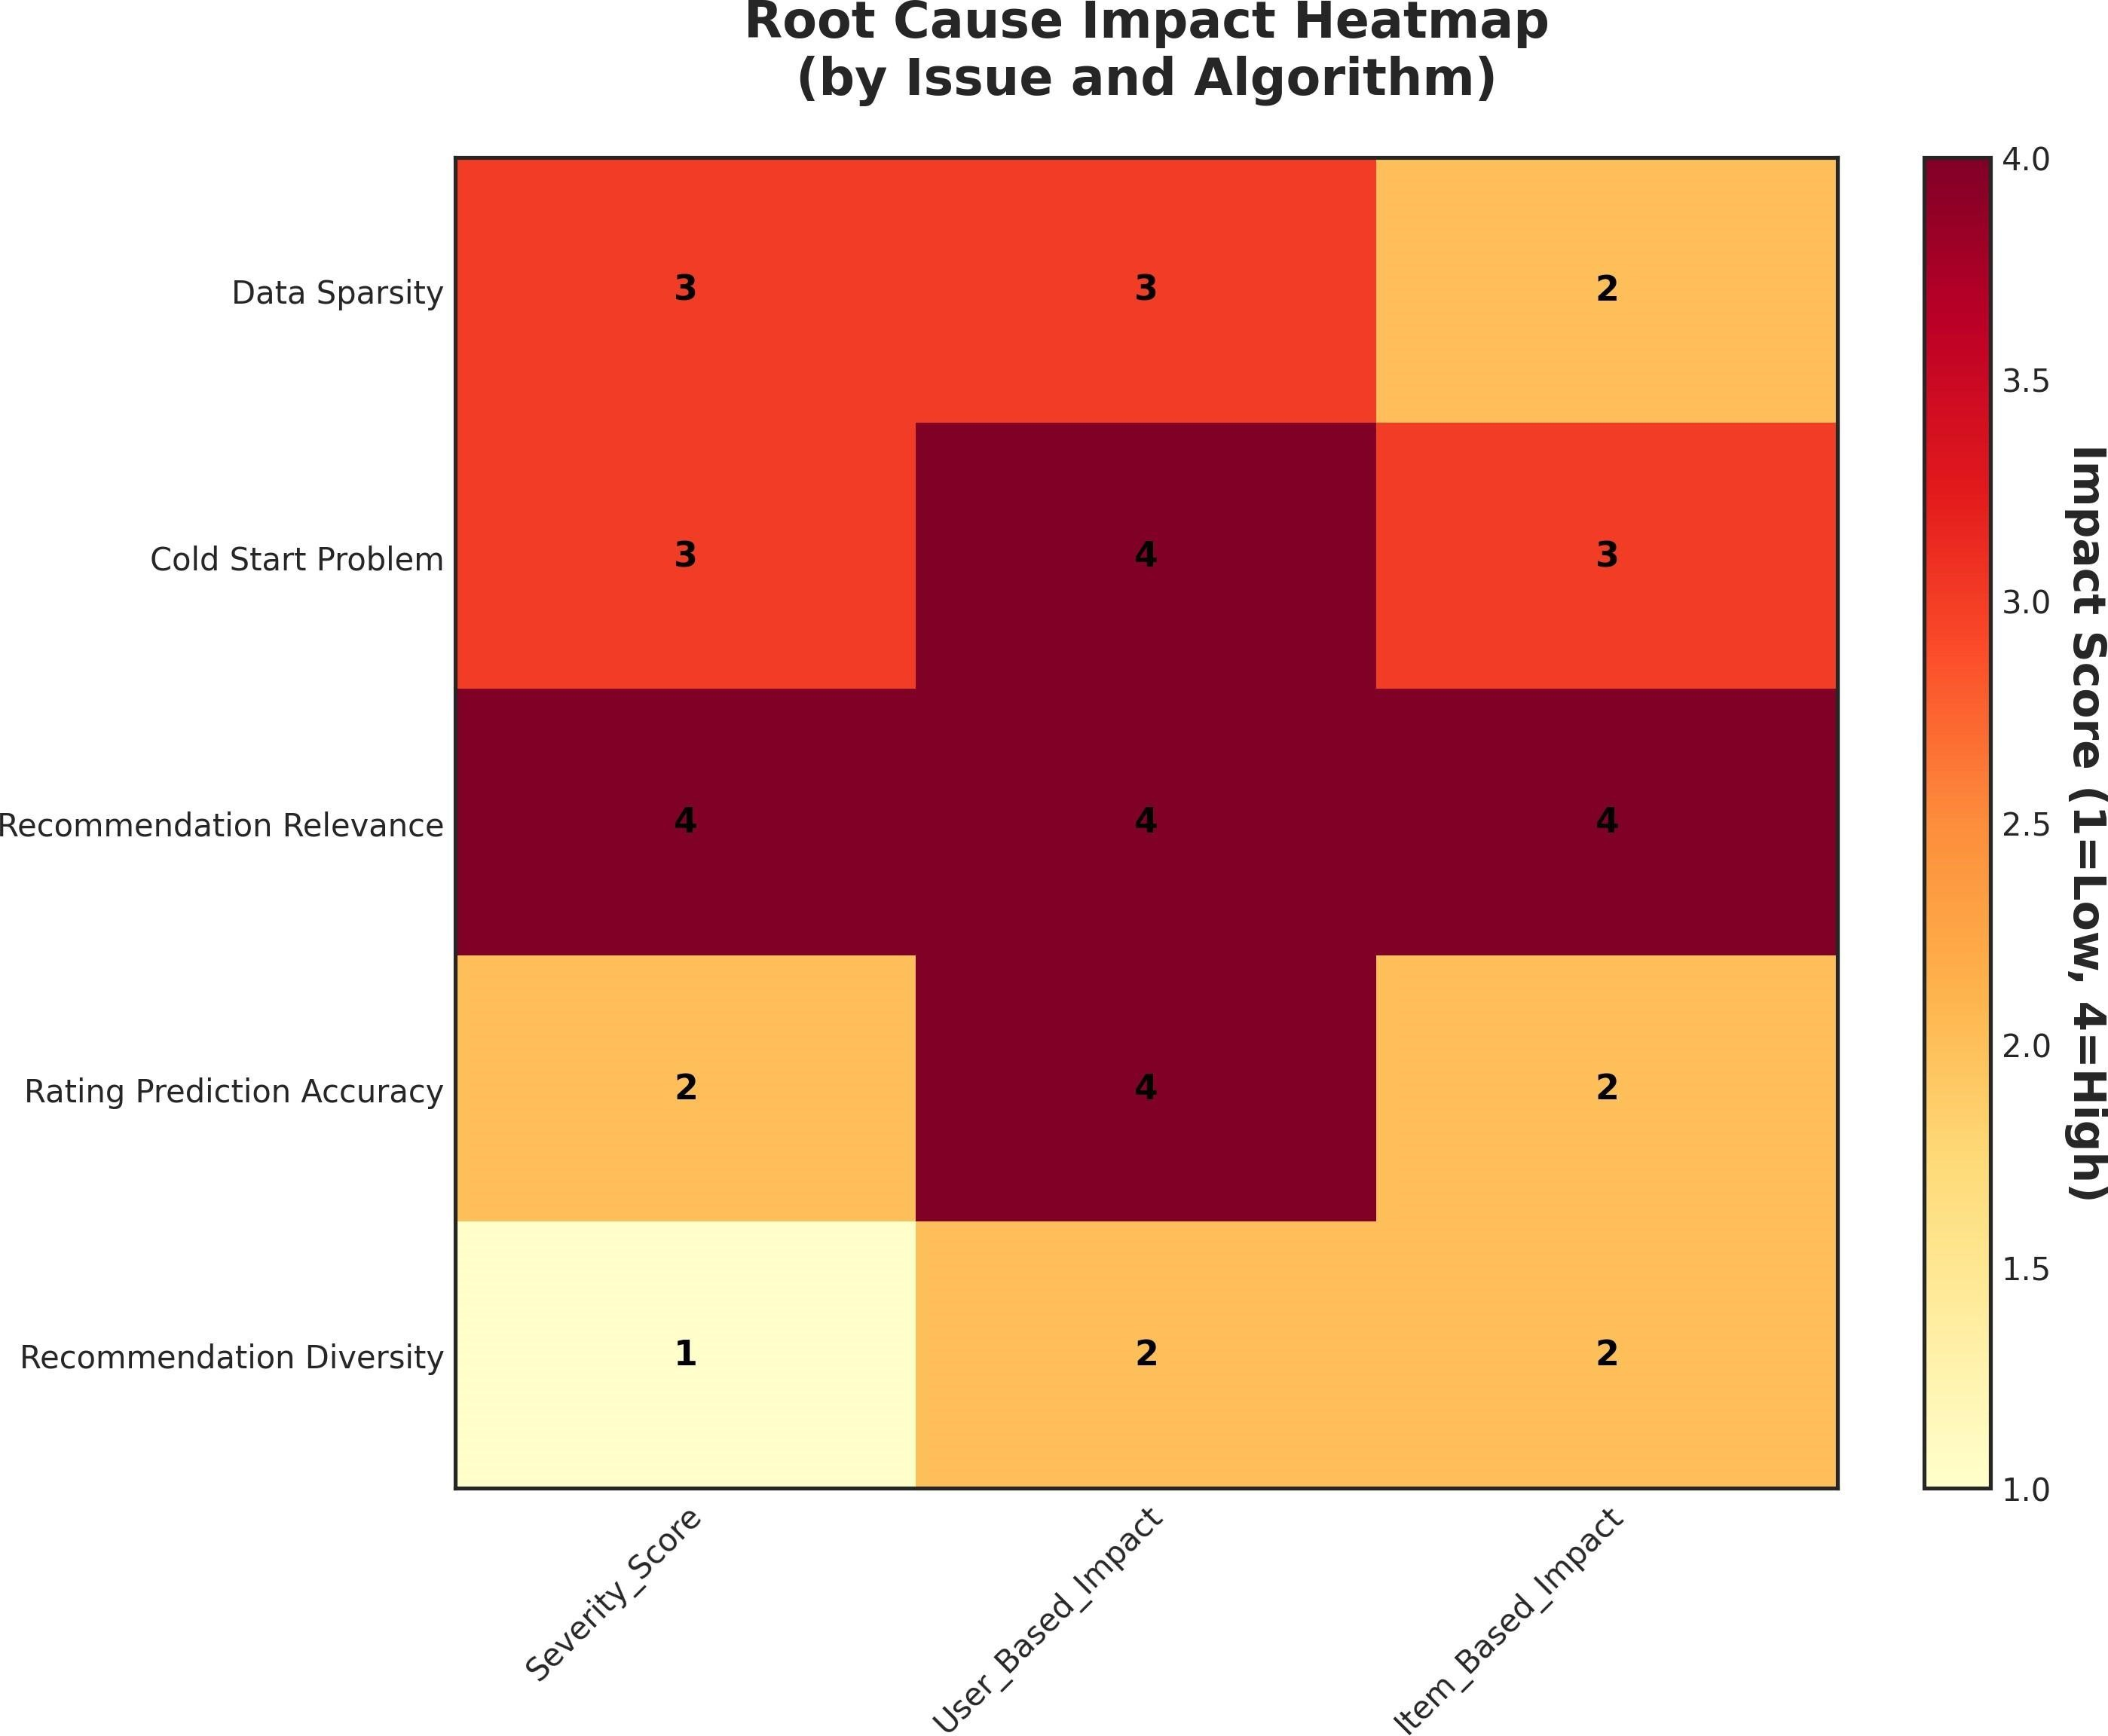 Root Cause Impact Heatmap
(by Issue and Algorithm)
Data Sparsity
3
3
2
Cold Start Problem
3
4
3
Recommendation Relevance
4
4
4
Rating Prediction Accuracy
2
4
2
Recommendation Diversity
1
2
2
Severity_Score
User_Based_Impact
Item_Based_Impact
4.0
3.5
3.0
2.5
2.0
1.5
1.0
Impact Score (1=Low, 4=High)